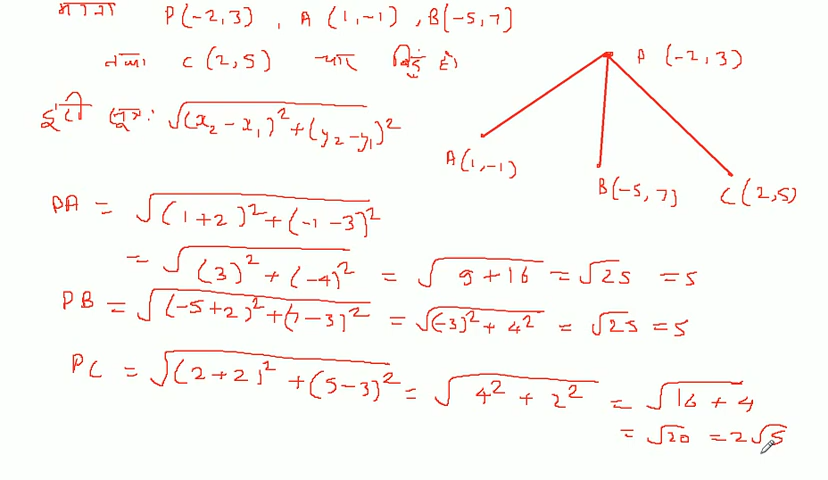 माना P(-2,3), A (1,-1), B(-5,7]
तथा C (2,5) चार बिंदु है।
दूरी सूत्र: √(x₂-x₁)²+(y₂-y₁)²
P (-2,3)
A(1,-1)
B(-5,7]
C(2,5)
PA = √(1+2)²+(-1-3)²
= √(3)²+(-4)² = √9+16 = √25 = 5
PB = √(-5+2)²+(7-3)² = √(-3)²+4² = √25 = 5
PC = √(2+2)²+(5-3)² = √4²+2² = √16+4
= √20 = 2√5